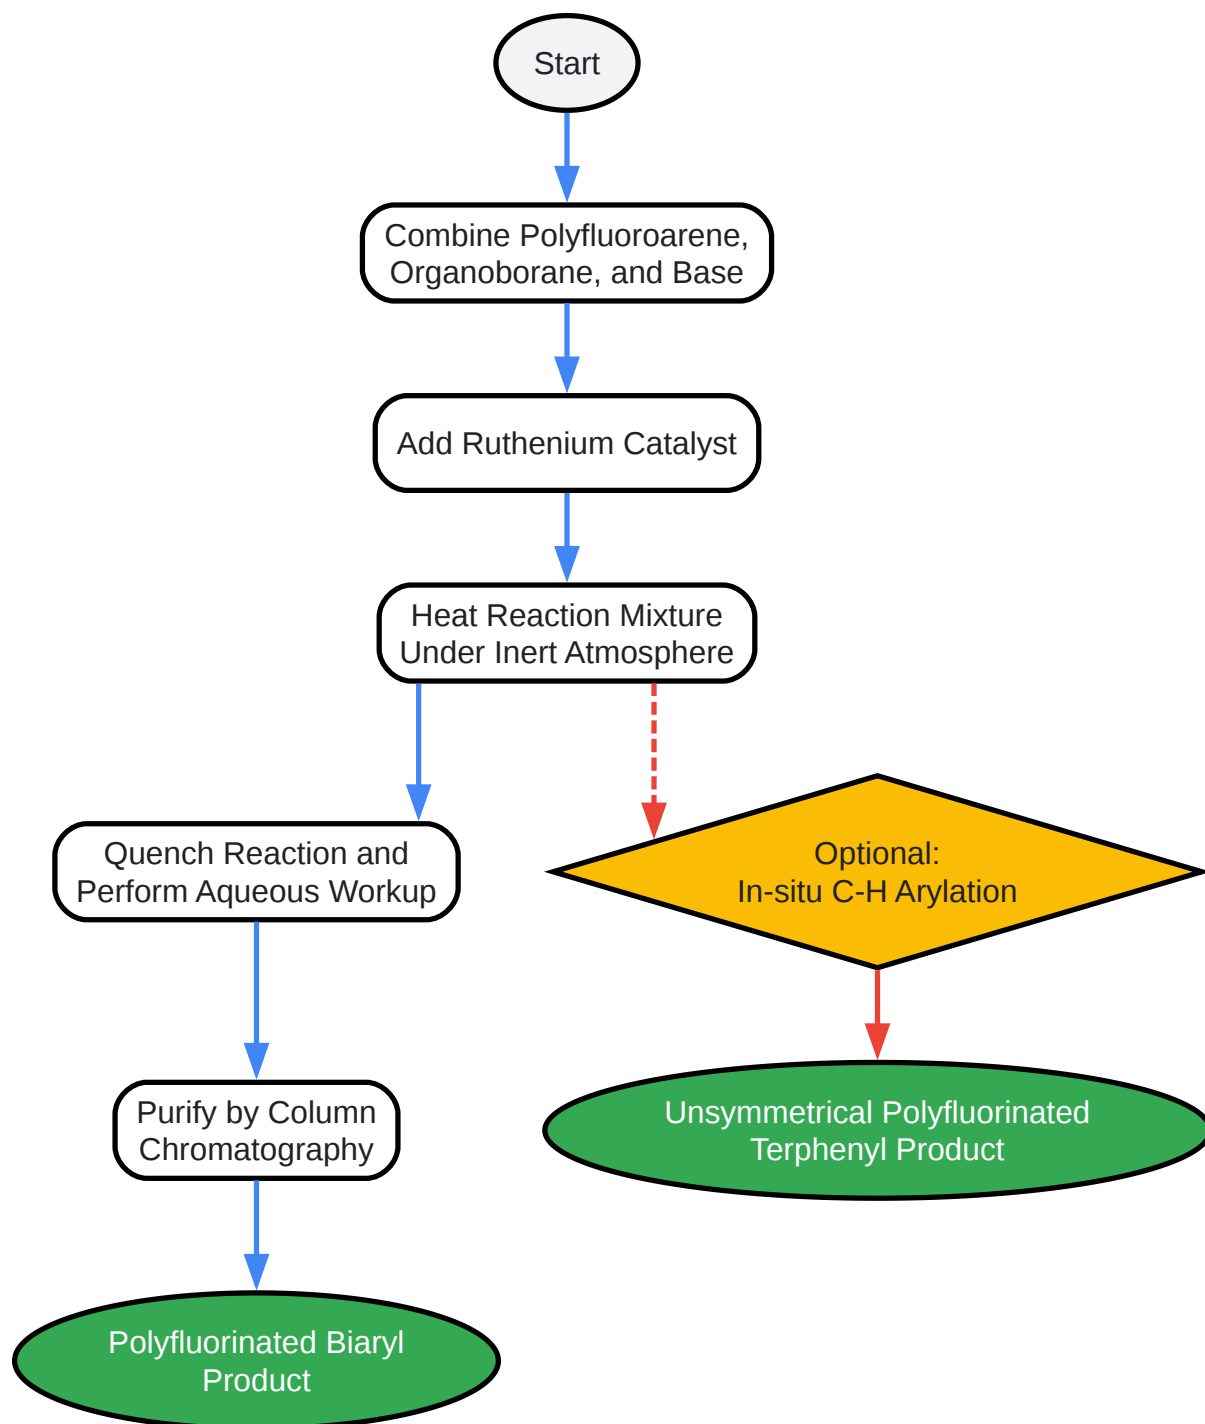 Start
Combine Polyfluoroarene,
Organoborane, and Base
Add Ruthenium Catalyst
Heat Reaction Mixture
Under Inert Atmosphere
Quench Reaction and
Perform Aqueous Workup
Optional:
In-situ C-H Arylation
Purify by Column
Chromatography
Unsymmetrical Polyfluorinated
Terphenyl Product
Polyfluorinated Biaryl
Product